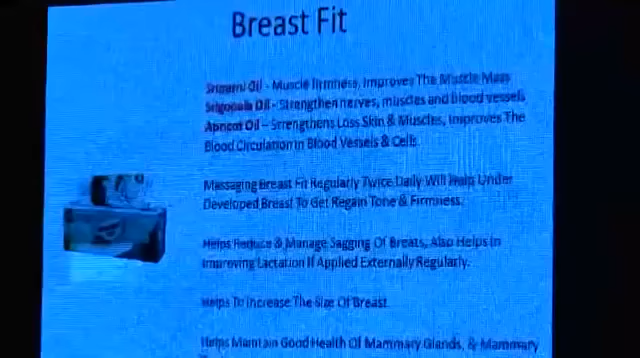 Breast Fit
Oil - Muscle firmness, Improves The Muscle Mass
Oil - Strengthen nerves, muscles and blood vessels
Apricot Oil - Strengthens Loss Skin & Muscles, Improves The
Blood Circulation in Blood Vessels & Cells.
Massaging Breast Fit Regularly Twice Daily Will Help Under
Developed Breast To Get Regain Tone & Firmness.
Helps Reduce & Manage Sagging Of Breats, Also Helps In
Improving Lactation If Applied Externally Regularly.
Helps To Increase The Size Of Breast
Helps Maintain Good Health Of Mammary Glands, & Mammary